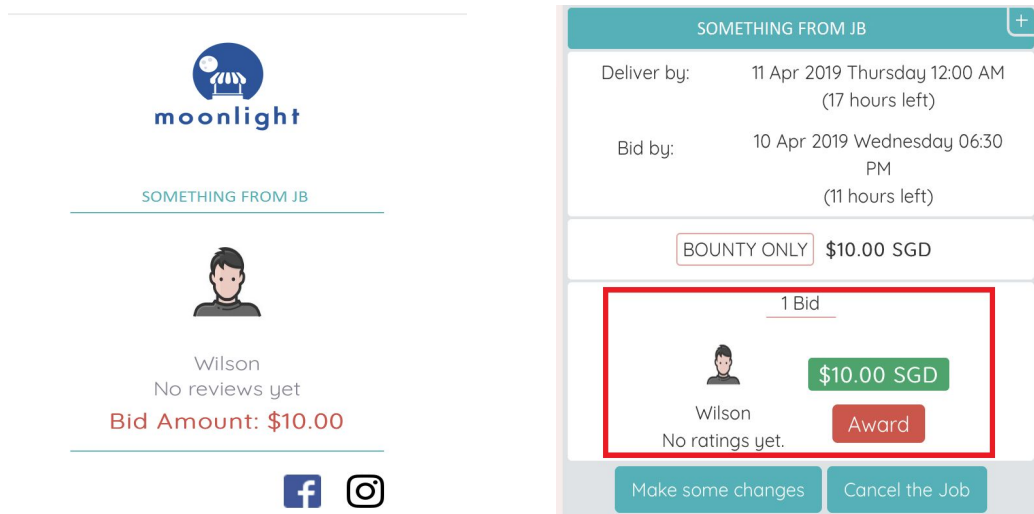 moonlight
SOMETHING FROM JB
Wilson
No reviews yet
Bid Amount: $10.00
SOMETHING FROM JB
Deliver by: 11 Apr 2019 Thursday 12:00 AM
(17 hours left)
Bid by: 10 Apr 2019 Wednesday 06:30
PM
(11 hours left)
BOUNTY ONLY $10.00 SGD
1 Bid
$10.00 SGD
Wilson
Award
No ratings yet.
Make some changes Cancel the Job